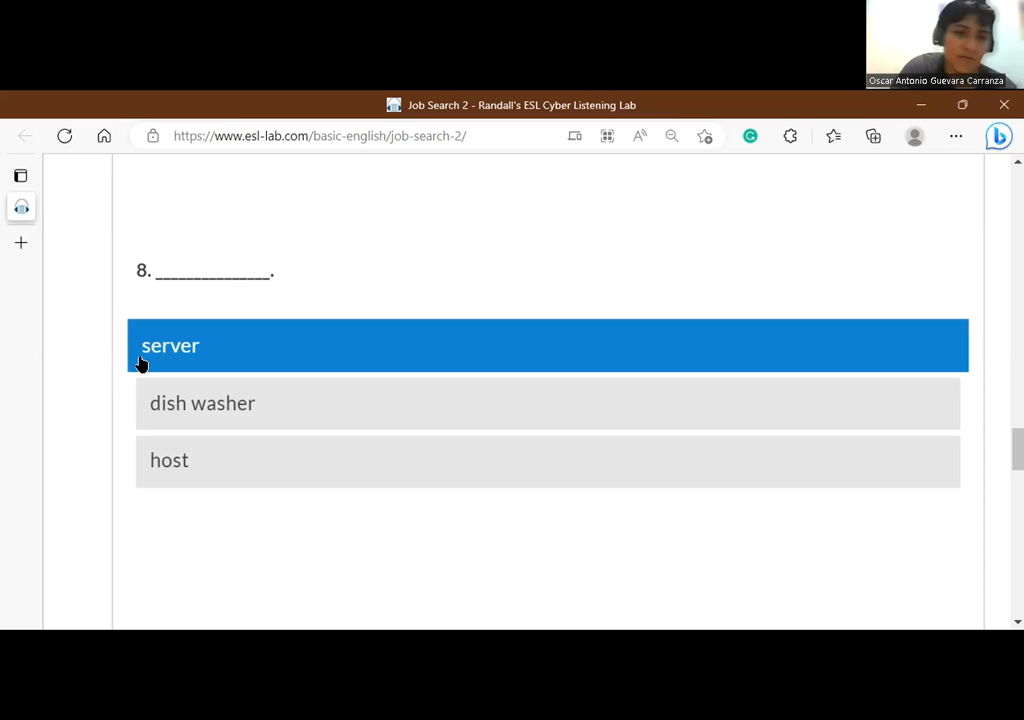 Oscar Antonio Guevara Carranza
Job Search 2 - Randall's ESL Cyber Listening Lab
https://www.esl-lab.com/basic-english/job-search-2/
8. _______________.
server
dish washer
host